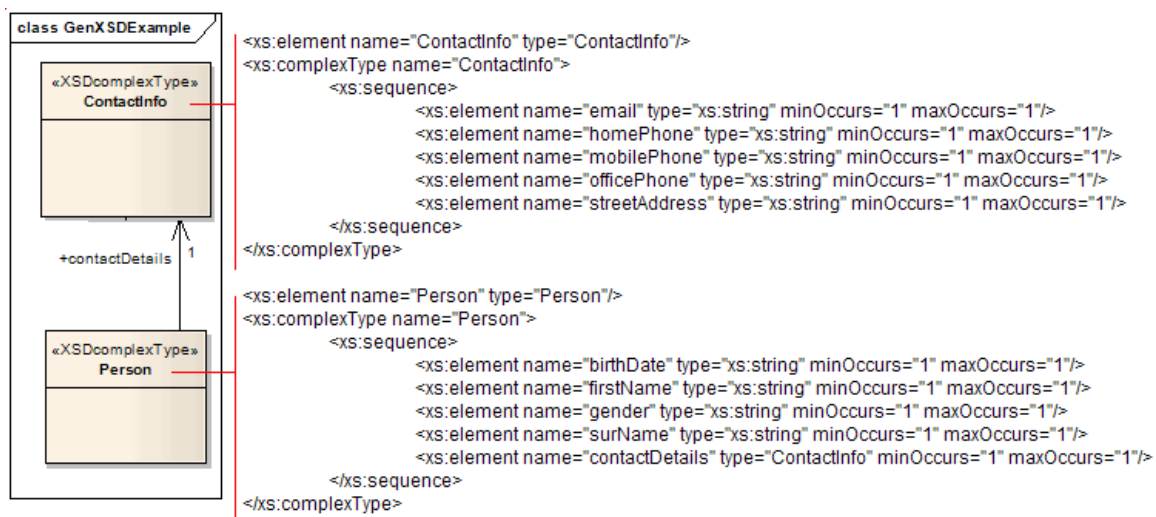 class GenXSDExample
«XSDcomplexType»
ContactInfo
+contactDetails
1
«XSDcomplexType»
Person
<xs:element name="ContactInfo" type="ContactInfo"/>
<xs:complexType name="ContactInfo">
<xs:sequence>
<xs:element name="email" type="xs:string" minOccurs="1" maxOccurs="1"/>
<xs:element name="homePhone" type="xs:string" minOccurs="1" maxOccurs="1"/>
<xs:element name="mobilePhone" type="xs:string" minOccurs="1" maxOccurs="1"/>
<xs:element name="officePhone" type="xs:string" minOccurs="1" maxOccurs="1"/>
<xs:element name="streetAddress" type="xs:string" minOccurs="1" maxOccurs="1"/>
</xs:sequence>
</xs:complexType>
<xs:element name="Person" type="Person"/>
<xs:complexType name="Person">
<xs:sequence>
<xs:element name="birthDate" type="xs:string" minOccurs="1" maxOccurs="1"/>
<xs:element name="firstName" type="xs:string" minOccurs="1" maxOccurs="1"/>
<xs:element name="gender" type="xs:string" minOccurs="1" maxOccurs="1"/>
<xs:element name="surName" type="xs:string" minOccurs="1" maxOccurs="1"/>
<xs:element name="contactDetails" type="ContactInfo" minOccurs="1" maxOccurs="1"/>
</xs:sequence>
</xs:complexType>